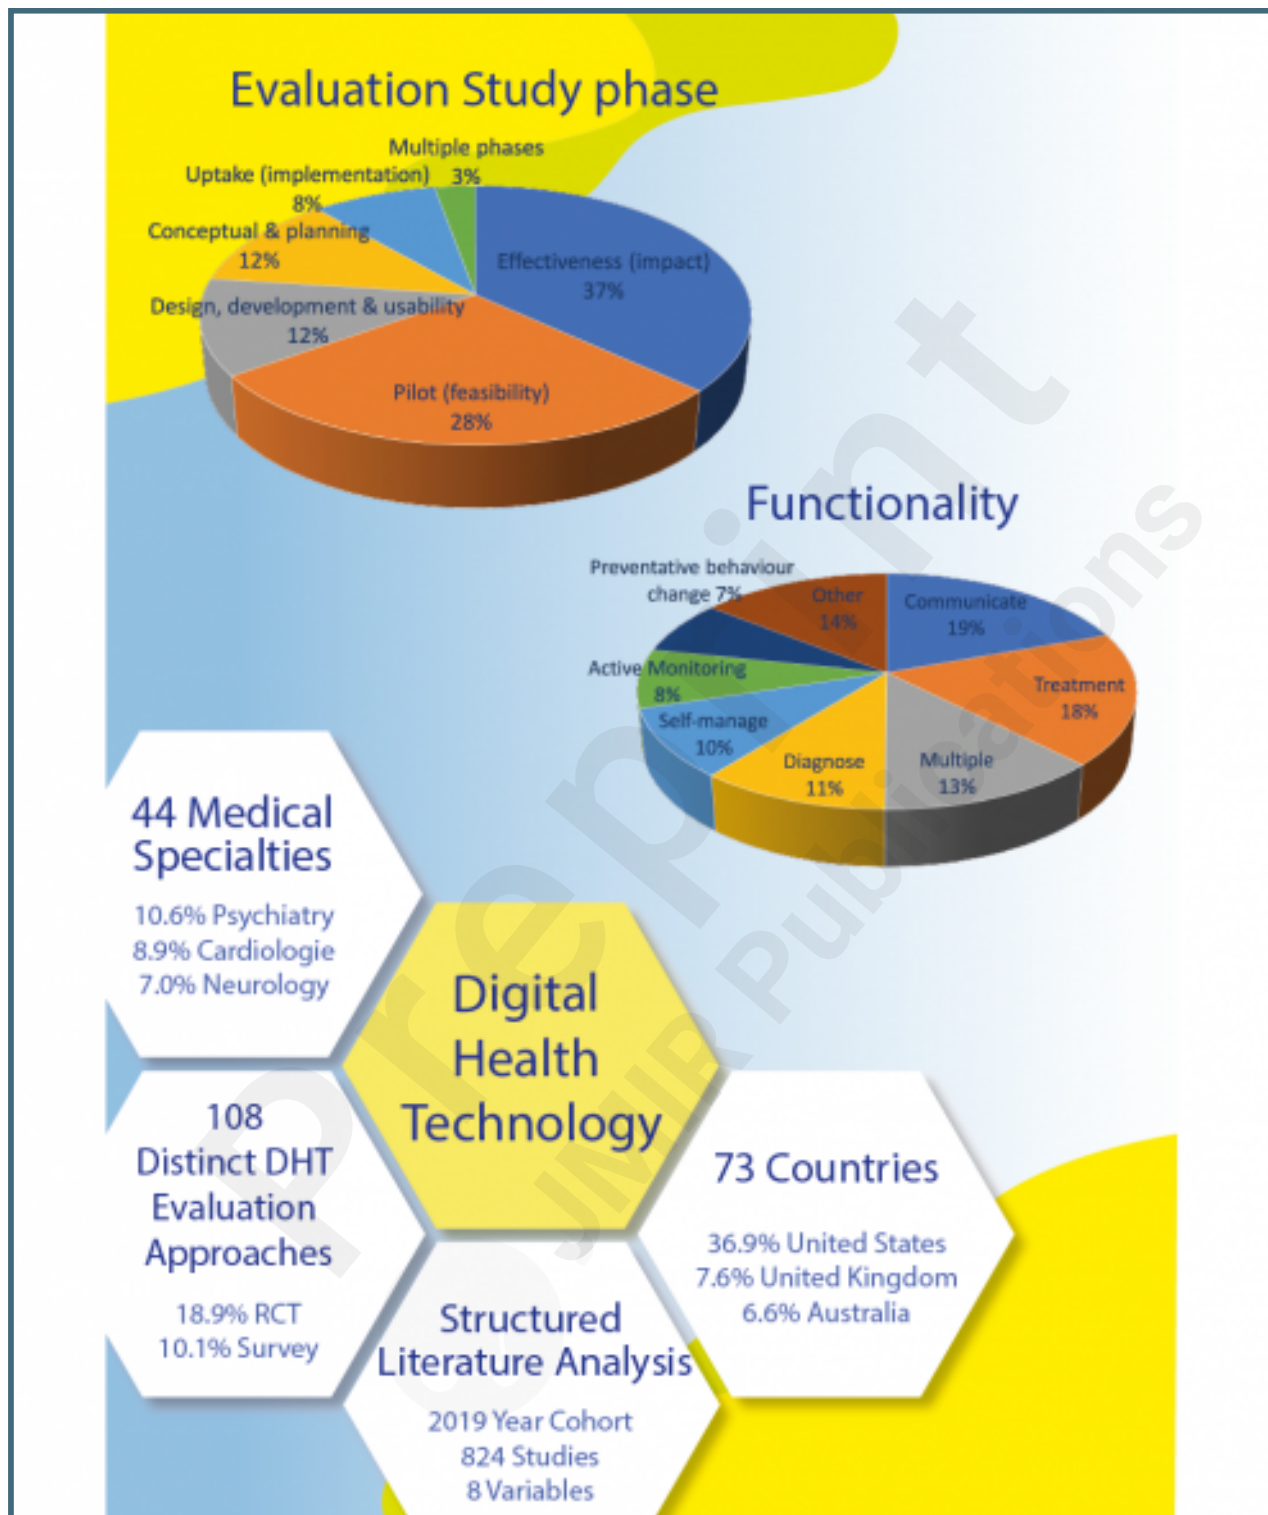 Evaluation Study phase
Multiple phases
3%
Uptake (implementation)
8%
Conceptual & planning
12%
Design, development & usability
12%
Effectiveness (impact)
37%
Pilot (feasibility)
28%
Functionality
Preventative behaviour
change 7%
Other
14%
Communicate
19%
Active Monitoring
8%
Treatment
18%
Self-manage
10%
Diagnose
11%
Multiple
13%
44 Medical
Specialties
10.6% Psychiatry
8.9% Cardiologie
7.0% Neurology
Digital
Health
Technology
108
Distinct DHT
Evaluation
Approaches
18.9% RCT
10.1% Survey
73 Countries
36.9% United States
7.6% United Kingdom
6.6% Australia
Structured
Literature Analysis
2019 Year Cohort
824 Studies
8 Variables
Preprint
JMIR Publications